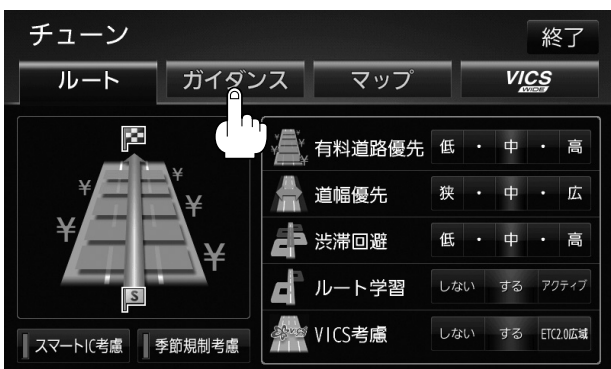 チューン
終了
ルート ガイダンス マップ VICS WIDE
有料道路優先 低 ・ 中 ・ 高
道幅優先 狭 ・ 中 ・ 広
渋滞回避 低 ・ 中 ・ 高
ルート学習 しない する アクティブ
VICS考慮 しない する ETC2.0広域
¥ ¥ ¥ ¥ ¥ ¥
S
スマートIC考慮 季節規制考慮